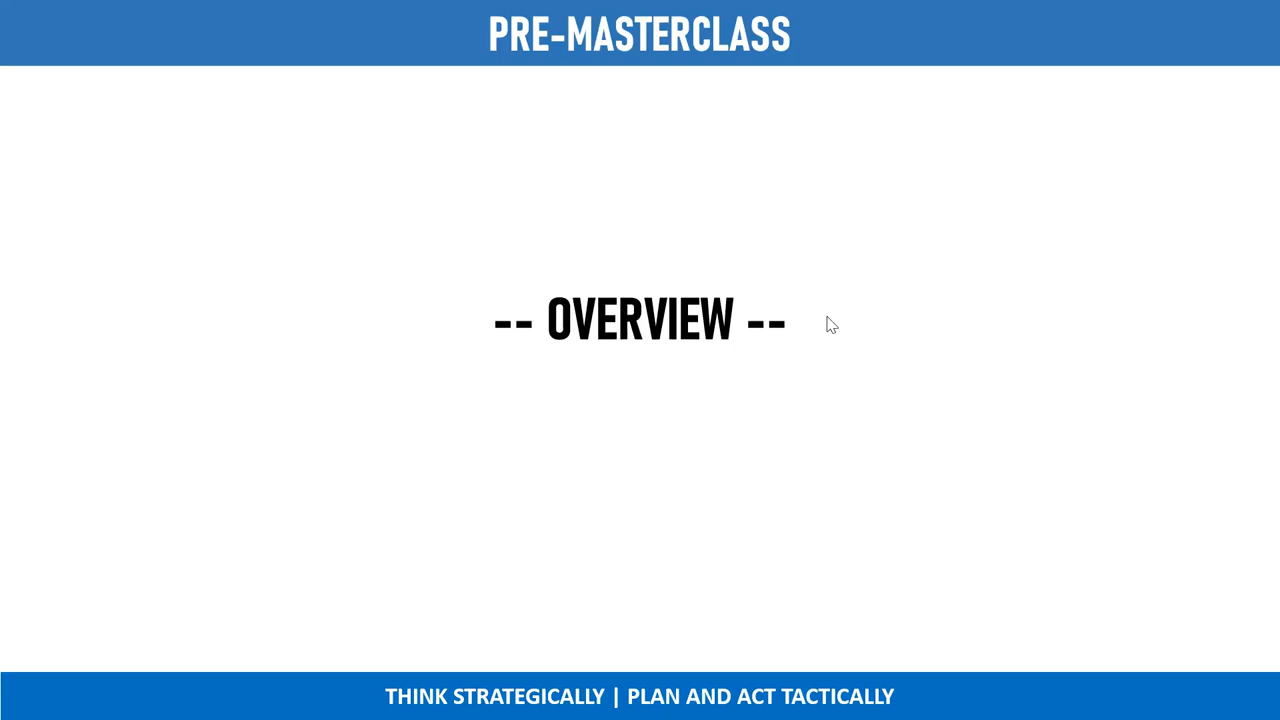 PRE-MASTERCLASS
-- OVERVIEW --
THINK STRATEGICALLY | PLAN AND ACT TACTICALLY